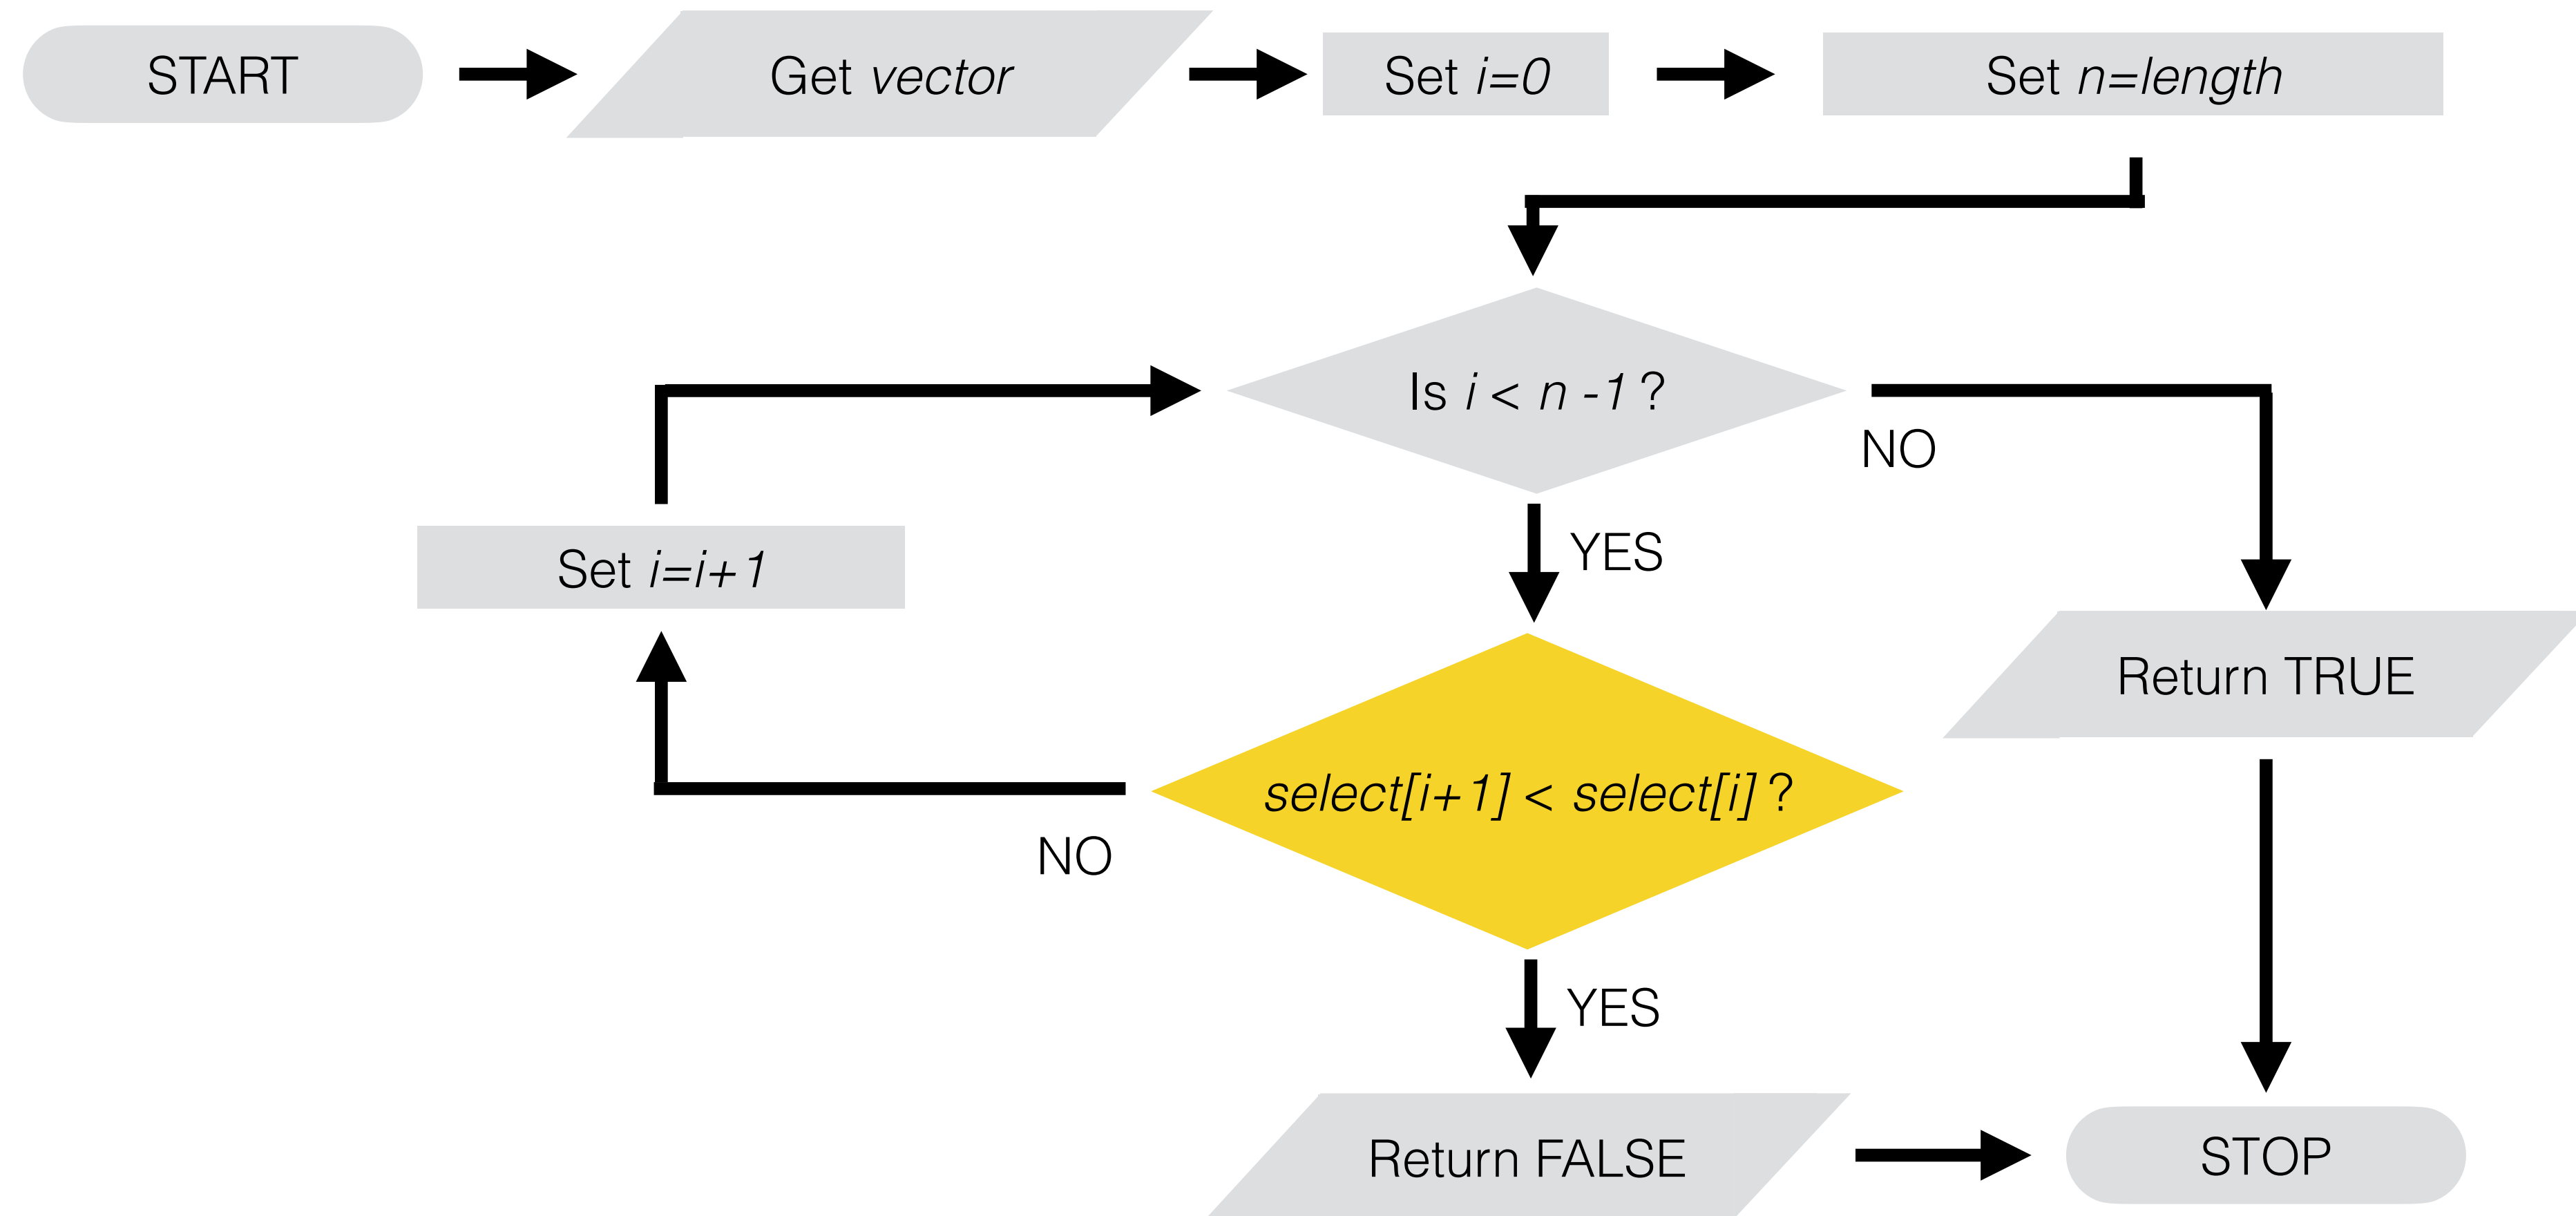 START
Get vector
Set i=0
Set n=length
Is i < n -1 ?
NO
YES
Set i=i+1
Return TRUE
select[i+1] < select[i] ?
NO
YES
Return FALSE
STOP